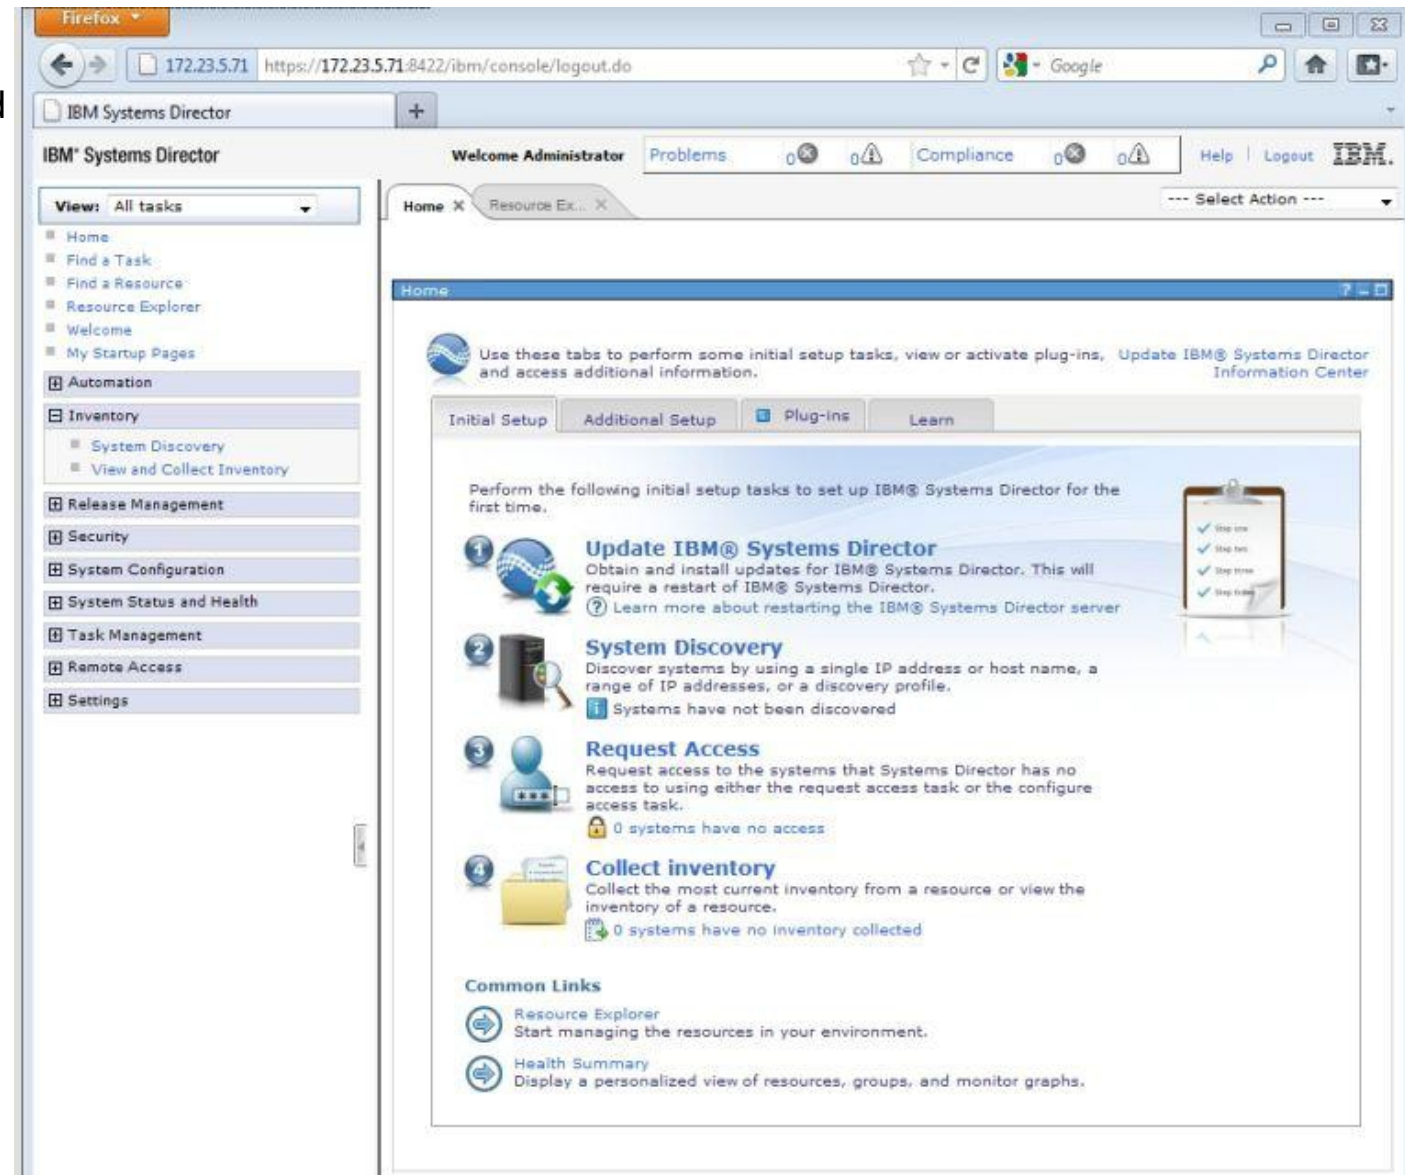 Firefox
172.23.5.71 https://172.23.5.71:8422/ibm/console/logout.do
Google
IBM Systems Director
IBM® Systems Director
Welcome Administrator
Problems 0 0 Compliance 0 0
Help Logout IBM.
View: All tasks
Home X Resource Ex... X
--- Select Action ---
Home
Find a Task
Find a Resource
Resource Explorer
Welcome
My Startup Pages
Automation
Inventory
System Discovery
View and Collect Inventory
Release Management
Security
System Configuration
System Status and Health
Task Management
Remote Access
Settings
Home
Use these tabs to perform some initial setup tasks, view or activate plug-ins,
and access additional information.
Update IBM® Systems Director
Information Center
Initial Setup Additional Setup Plug-ins Learn
Perform the following initial setup tasks to set up IBM® Systems Director for the
first time.
Step one
Step two
Step three
1 Update IBM® Systems Director
Obtain and install updates for IBM® Systems Director. This will
require a restart of IBM® Systems Director.
Learn more about restarting the IBM® Systems Director server
2 System Discovery
Discover systems by using a single IP address or host name, a
range of IP addresses, or a discovery profile.
Systems have not been discovered
3 Request Access
Request access to the systems that Systems Director has no
access to using either the request access task or the configure
access task.
0 systems have no access
4 Collect inventory
Collect the most current inventory from a resource or view the
inventory of a resource.
0 systems have no inventory collected
Common Links
Resource Explorer
Start managing the resources in your environment.
Health Summary
Display a personalized view of resources, groups, and monitor graphs.